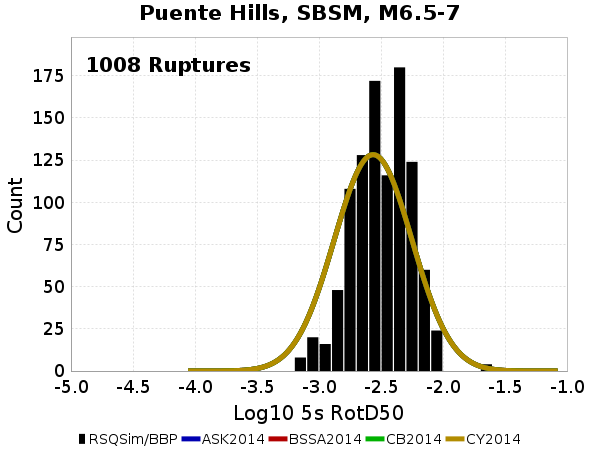 Puente Hills, SBSM, M6.5-7
1008 Ruptures
Count
175
150
125
100
75
50
25
0
-5.0 -4.5 -4.0 -3.5 -3.0 -2.5 -2.0 -1.5 -1.0
Log10 5s RotD50
RSQSim/BBP ASK2014 BSSA2014 CB2014 CY2014